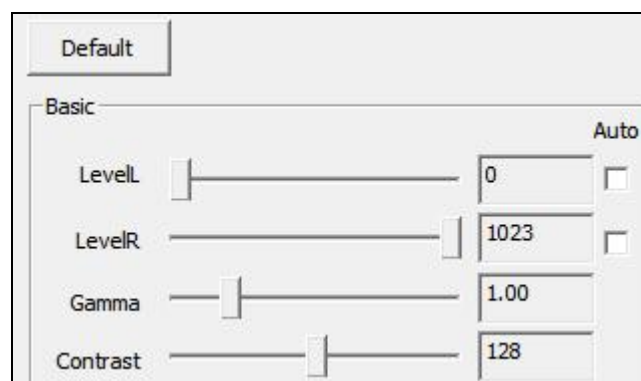 Default
Basic
Auto
LevelL 0
LevelR 1023
Gamma 1.00
Contrast 128